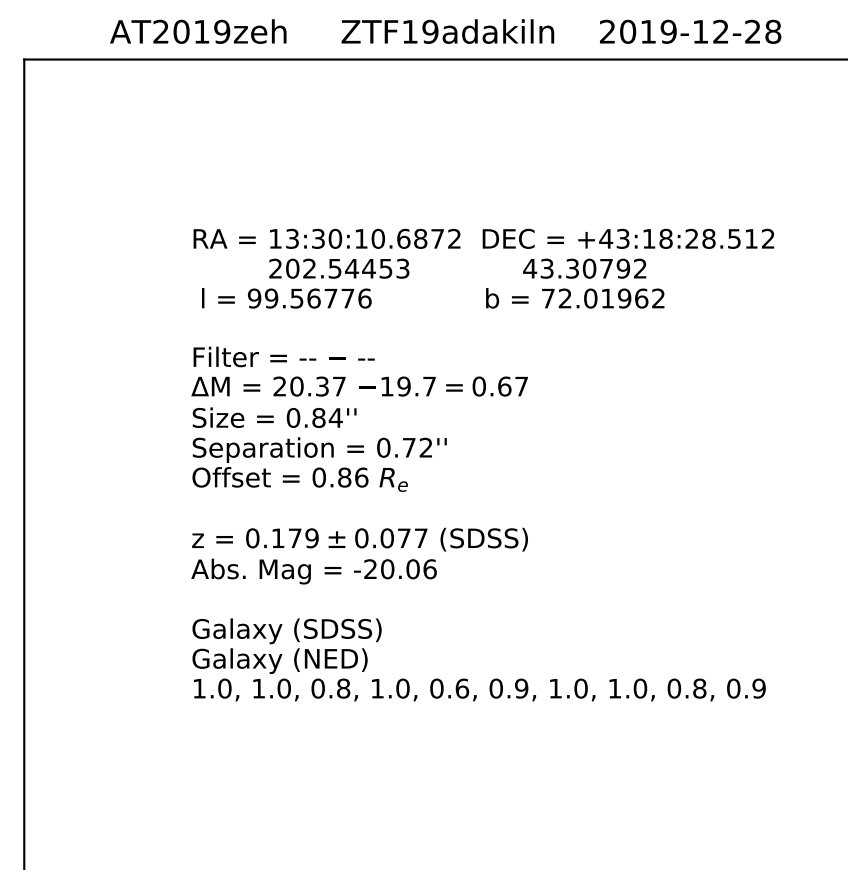 AT2019zeh ZTF19adakiln 2019-12-28
RA = 13:30:10.6872 DEC = +43:18:28.512
202.54453 43.30792
l = 99.56776 b = 72.01962
Filter = -- − --
ΔM = 20.37 −19.7 = 0.67
Size = 0.84''
Separation = 0.72''
Offset = 0.86 Rₑ
z = 0.179 ± 0.077 (SDSS)
Abs. Mag = -20.06
Galaxy (SDSS)
Galaxy (NED)
1.0, 1.0, 0.8, 1.0, 0.6, 0.9, 1.0, 1.0, 0.8, 0.9